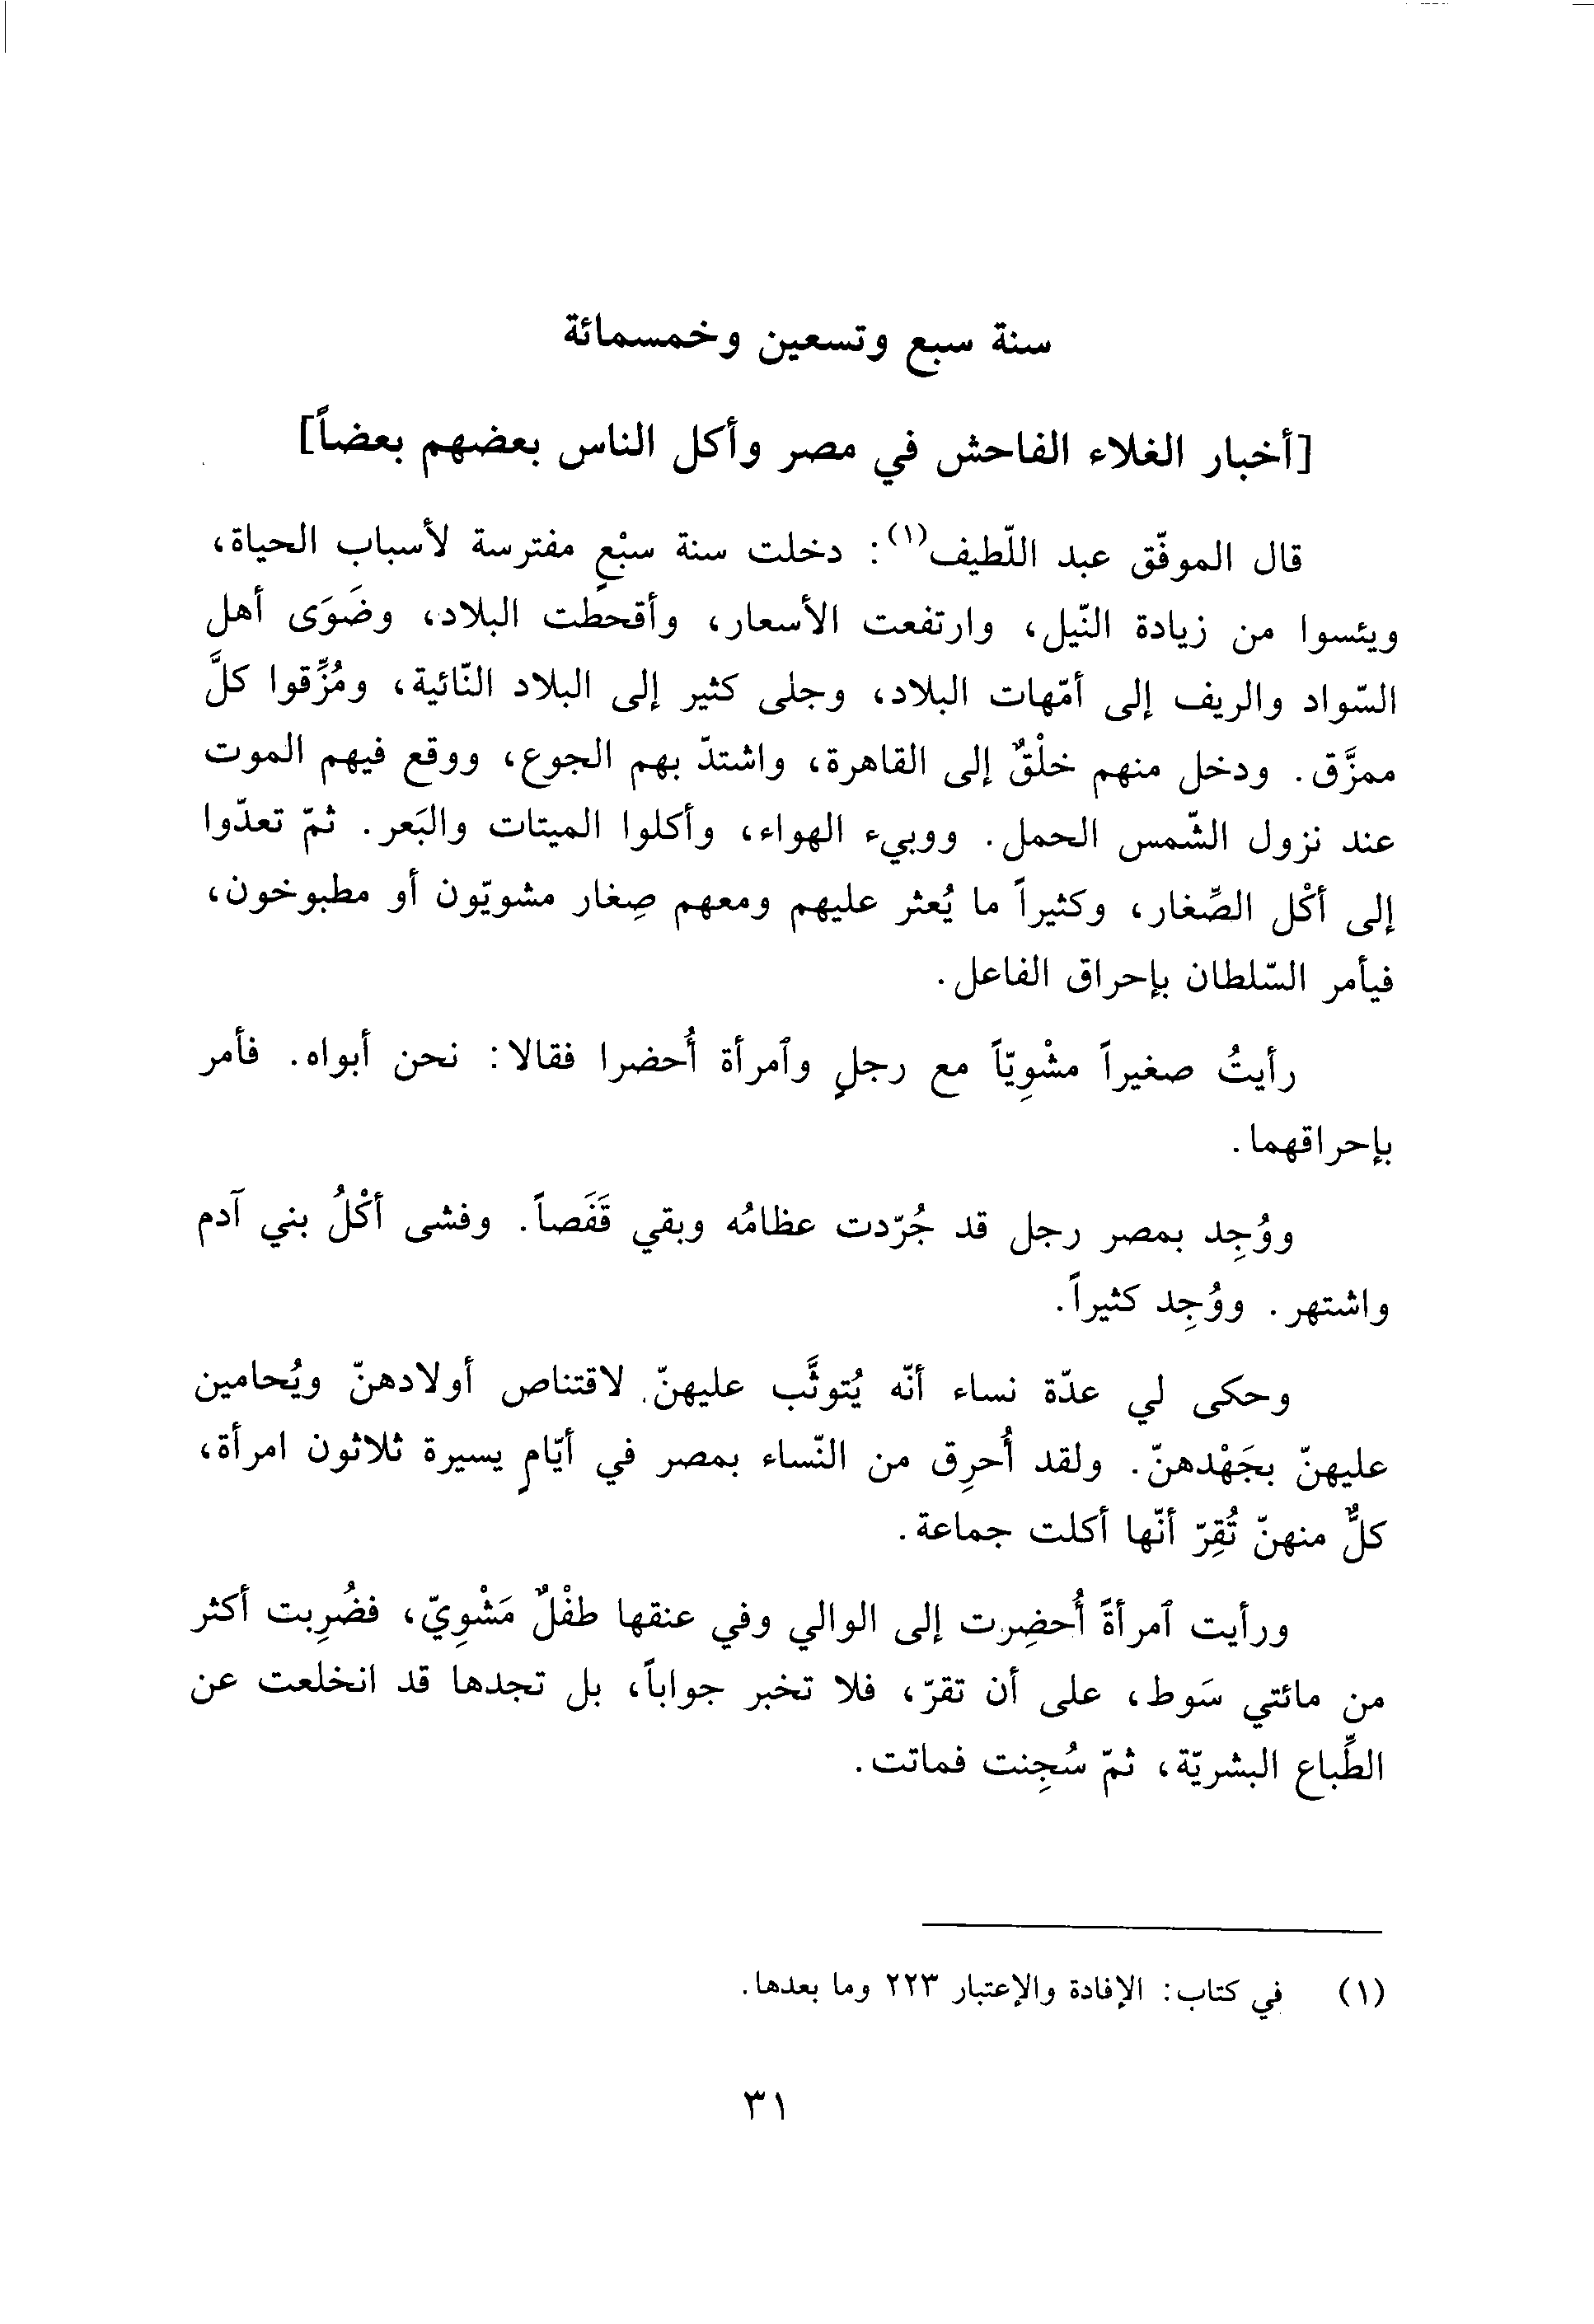 سنة سبع وتسعين وخمسمائة
[أخبار الغلاء الفاحش في مصر وأكل الناس بعضهم بعضاً]
قال الموفّق عبد اللّطيف(١): دخلت سنة سبْعٍ مفترسة لأسباب الحياة،
ويئسوا من زيادة النّيل، وارتفعت الأسعار، وأقحطت البلاد، وضَوَى أهل
السّواد والريف إلى أمّهات البلاد، وجلى كثير إلى البلاد النّائية، ومُزِّقوا كلَّ
ممزَّق. ودخل منهم خلْقٌ إلى القاهرة، واشتدّ بهم الجوع، ووقع فيهم الموت
عند نزول الشّمس الحمل. ووبيء الهواء، وأكلوا الميتات والبَعر. ثمّ تعدّوا
إلى أكْل الصِّغار، وكثيراً ما يُعثر عليهم ومعهم صِغار مشويّون أو مطبوخون،
فيأمر السّلطان بإحراق الفاعل.
رأيتُ صغيراً مشْوِيّاً مع رجلٍ وٱمرأة أُحضرا فقالا: نحن أبواه. فأمر
بإحراقهما.
ووُجِد بمصر رجل قد جُرّدت عظامُه وبقي قَفَصاً. وفشى أكْلُ بني آدم
واشتهر. ووُجِد كثيراً.
وحكى لي عدّة نساء أنّه يُتوثَّب عليهنّ لاقتناص أولادهنّ ويُحامين
عليهنّ بجَهْدهنّ. ولقد أُحرِق من النّساء بمصر في أيّامٍ يسيرة ثلاثون امرأة،
كلٌّ منهنّ تُقِرّ أنّها أكلت جماعة.
ورأيت ٱمرأةً أُحضِرت إلى الوالي وفي عنقها طفْلٌ مَشْوِيّ، فضُرِبت أكثر
من مائتي سَوط، على أن تقرّ، فلا تخبر جواباً، بل تجدها قد انخلعت عن
الطِّباع البشريّة، ثمّ سُجِنت فماتت.
(١) في كتاب: الإفادة والإعتبار ٢٢٣ وما بعدها.
٣١